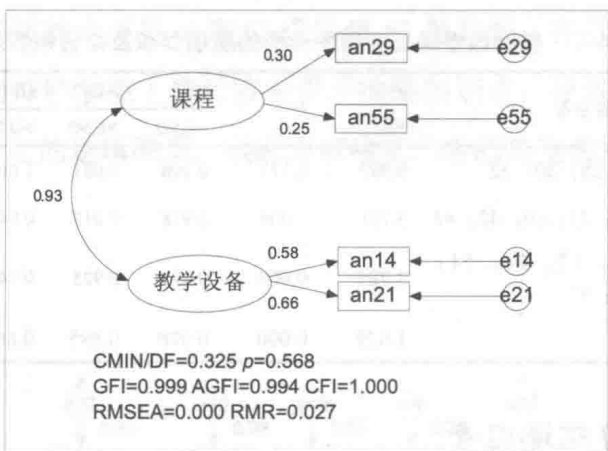 0.30
an29
e29
课程
0.25
an55
e55
0.93
0.58
an14
e14
教学设备
0.66
an21
e21
CMIN/DF=0.325 p=0.568
GFI=0.999 AGFI=0.994 CFI=1.000
RMSEA=0.000 RMR=0.027